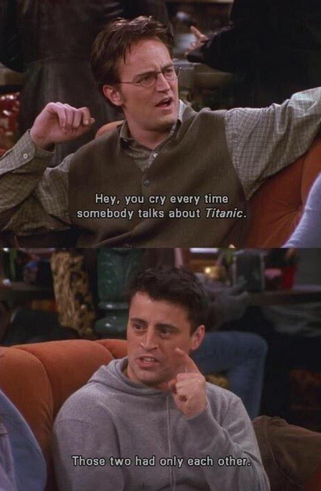 Hey, you cry every time
somebody talks about Titanic.
Those two had only each other.